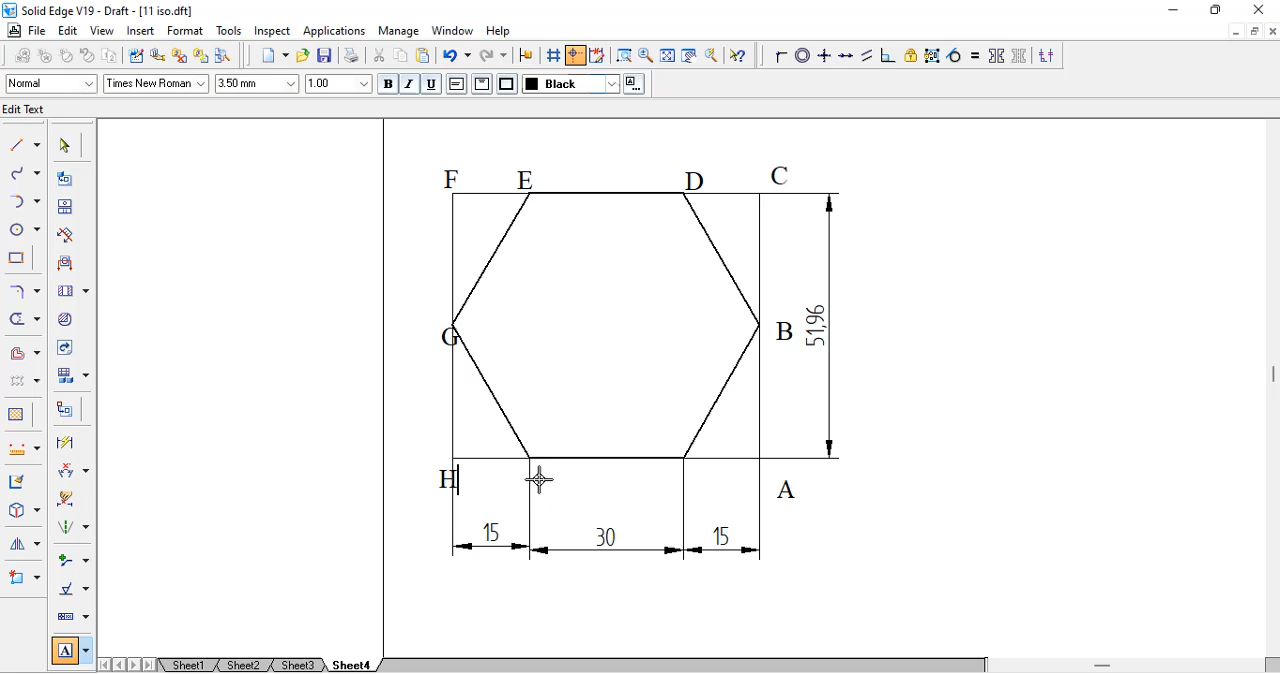 Solid Edge V19 - Draft - [11 iso.dft]
File Edit View Insert Format Tools Inspect Applications Manage Window Help
Normal Times New Roman 3.50 mm 1.00 B I U Black A
Edit Text
F E D C
G B 51,96
H A
15 30 15
A Sheet1 Sheet2 Sheet3 Sheet4